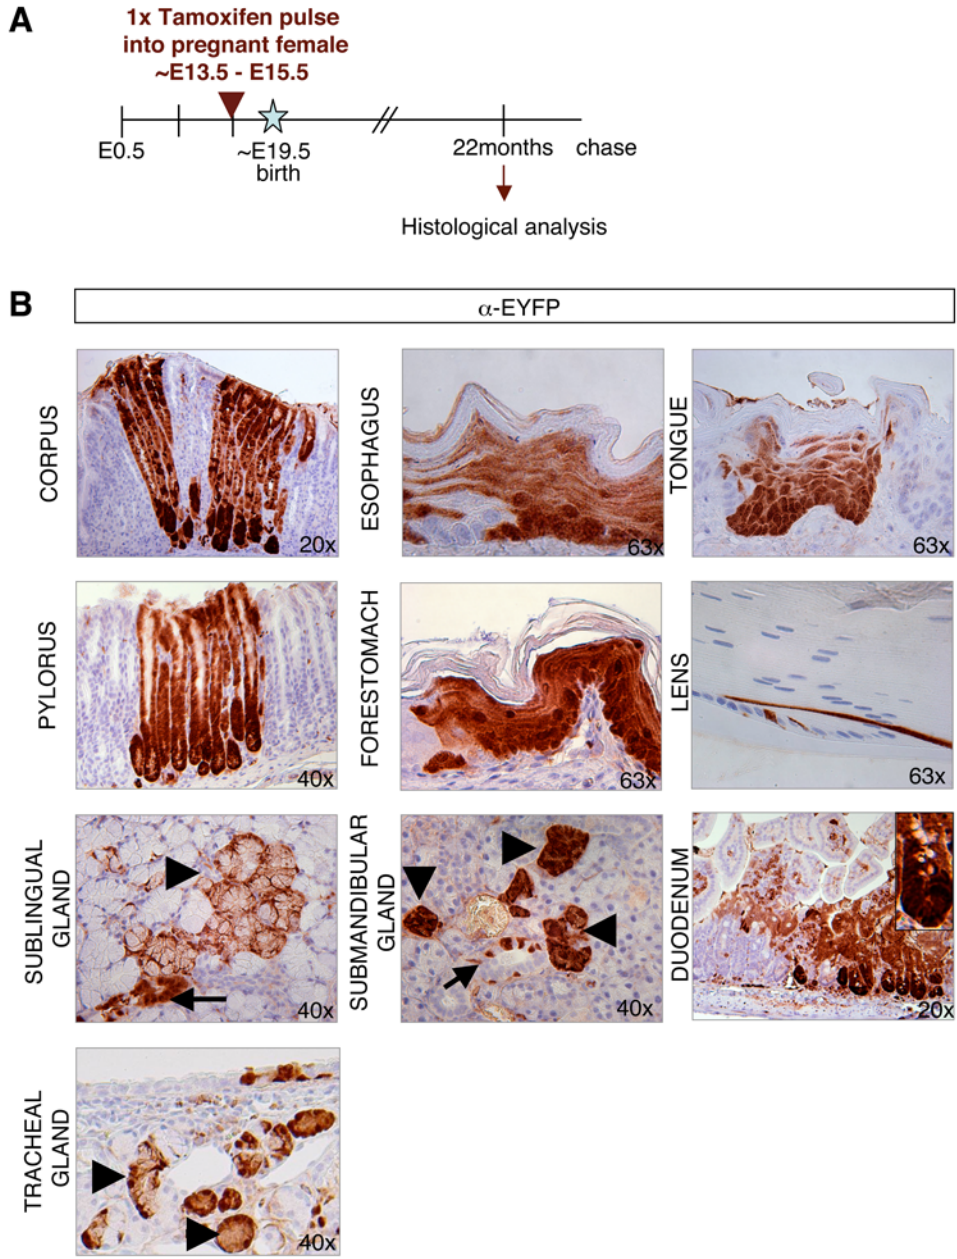 A
1x Tamoxifen pulse
into pregnant female
~E13.5 - E15.5
E0.5
~E19.5
birth
22months
chase
Histological analysis
B
α-EYFP
CORPUS
20x
ESOPHAGUS
63x
TONGUE
63x
PYLORUS
40x
FORESTOMACH
63x
LENS
63x
SUBLINGUAL
GLAND
40x
SUBMANDIBULAR
GLAND
40x
DUODENUM
20x
TRACHEAL
GLAND
40x